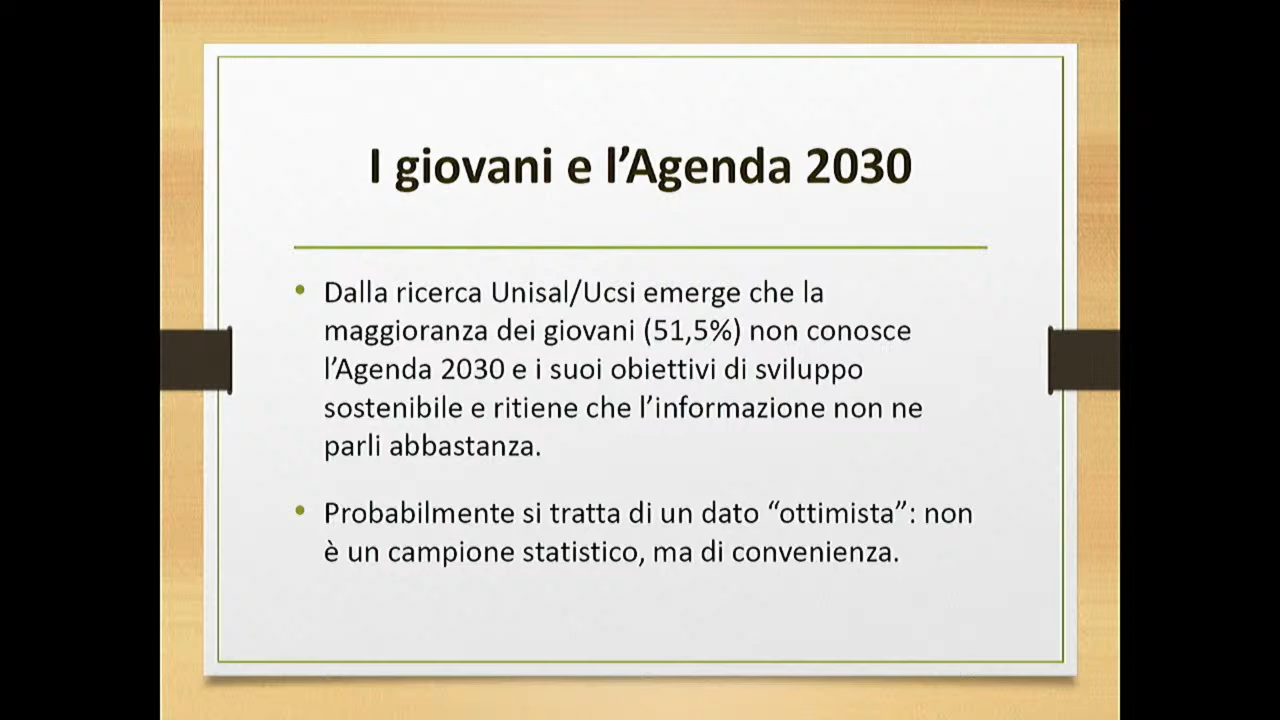 I giovani e l’Agenda 2030
• Dalla ricerca Unisal/Ucsi emerge che la
maggioranza dei giovani (51,5%) non conosce
l’Agenda 2030 e i suoi obiettivi di sviluppo
sostenibile e ritiene che l’informazione non ne
parli abbastanza.
• Probabilmente si tratta di un dato “ottimista”: non
è un campione statistico, ma di convenienza.